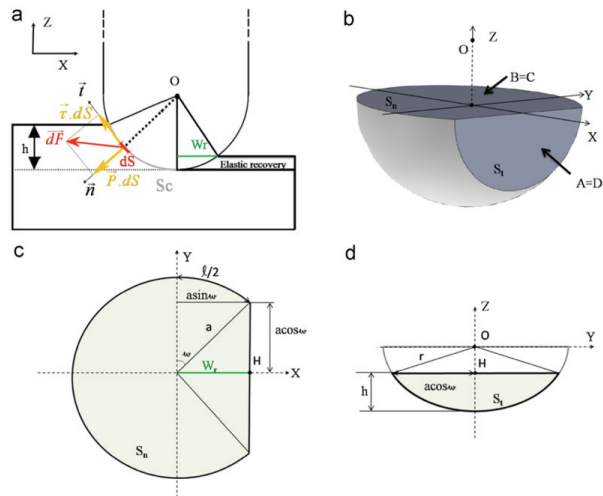 a
Z
X
t
O
τ.dS
dF
h
Wr
dS
Elastic recovery
Sc
P.dS
n
b
Z
O
B=C
Y
Sn
X
St
A=D
c
Y
ℓ/2
asinω
a
acosω
ω
Wr
H
X
Sn
d
Z
O
Y
r
H
h
acosω
St